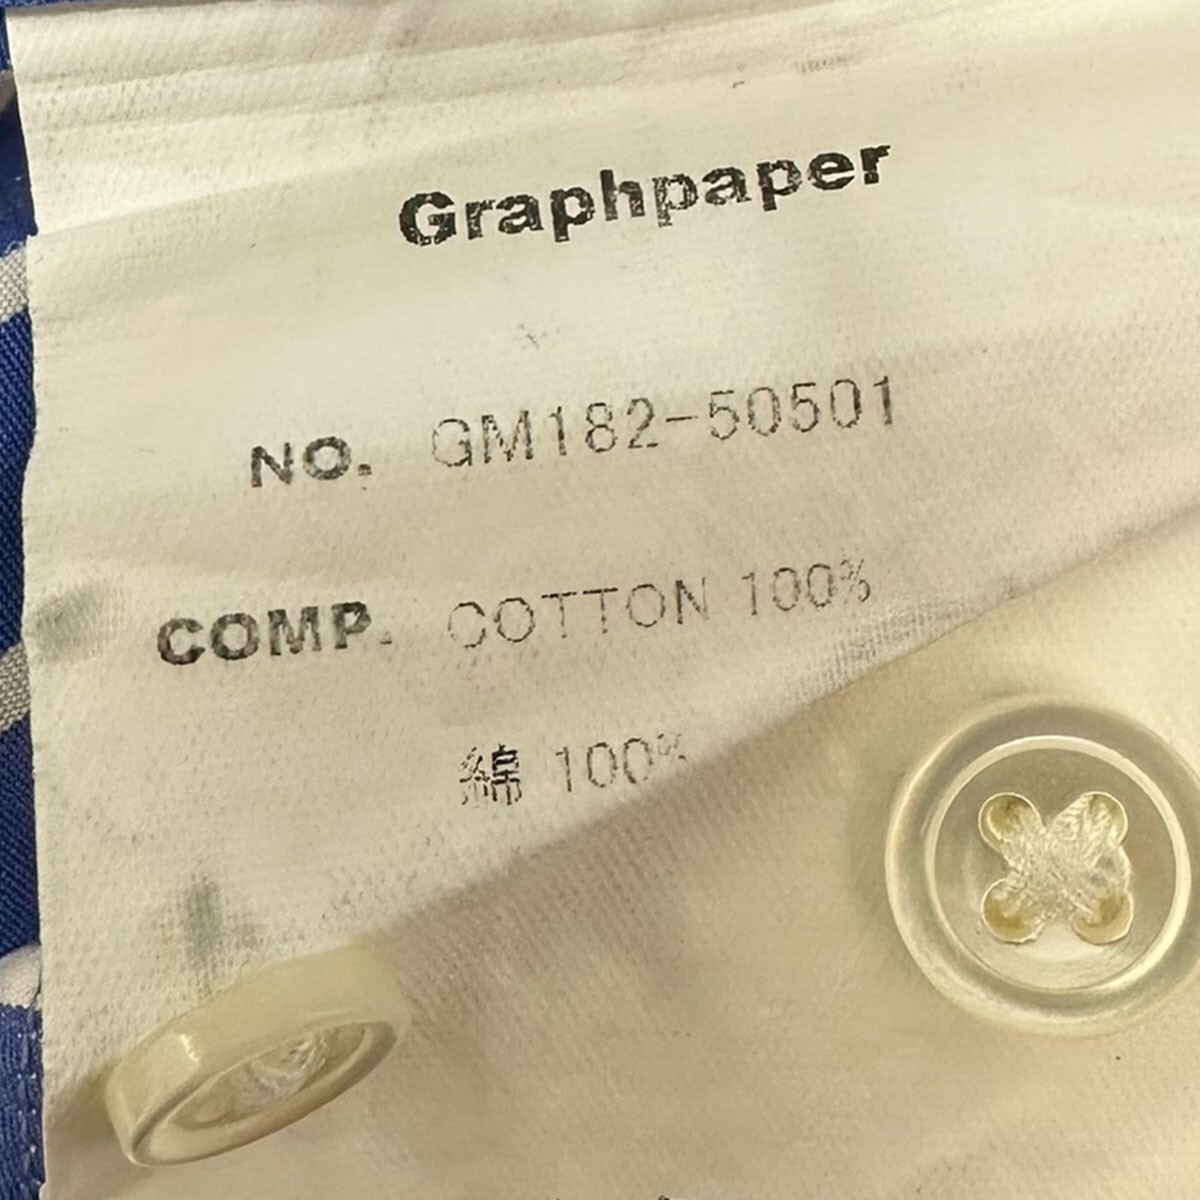 Graphpaper
NO. GM182-50501
COMP. COTTON 100%
綿 100%